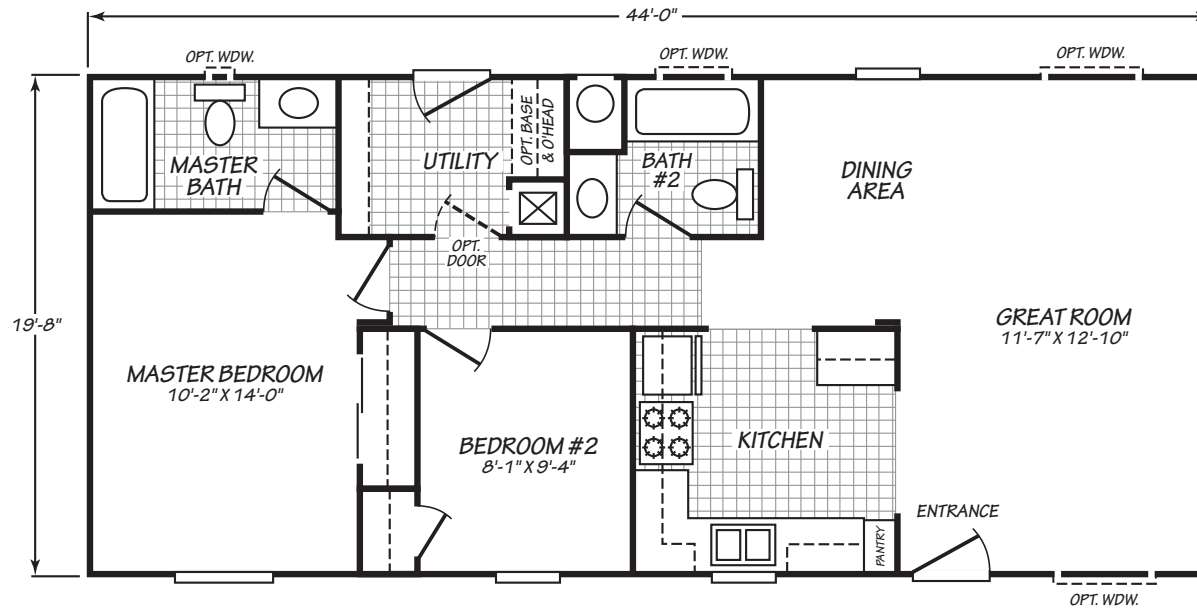 44'-0"
OPT. WDW.
OPT. WDW.
OPT. WDW.
MASTER
BATH
UTILITY
OPT. BASE
& O'HEAD
BATH
#2
DINING
AREA
OPT.
DOOR
19'-8"
MASTER BEDROOM
10'-2" X 14'-0"
BEDROOM #2
8'-1" X 9'-4"
KITCHEN
GREAT ROOM
11'-7" X 12'-10"
PANTRY
ENTRANCE
OPT. WDW.